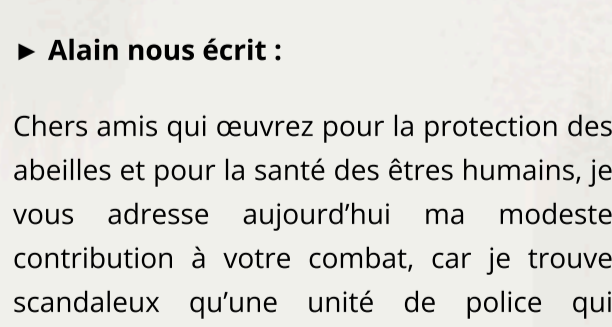 ► Alain nous écrit :
Chers amis qui œuvrez pour la protection des
abeilles et pour la santé des êtres humains, je
vous adresse aujourd’hui ma modeste
contribution à votre combat, car je trouve
scandaleux qu’une unité de police qui